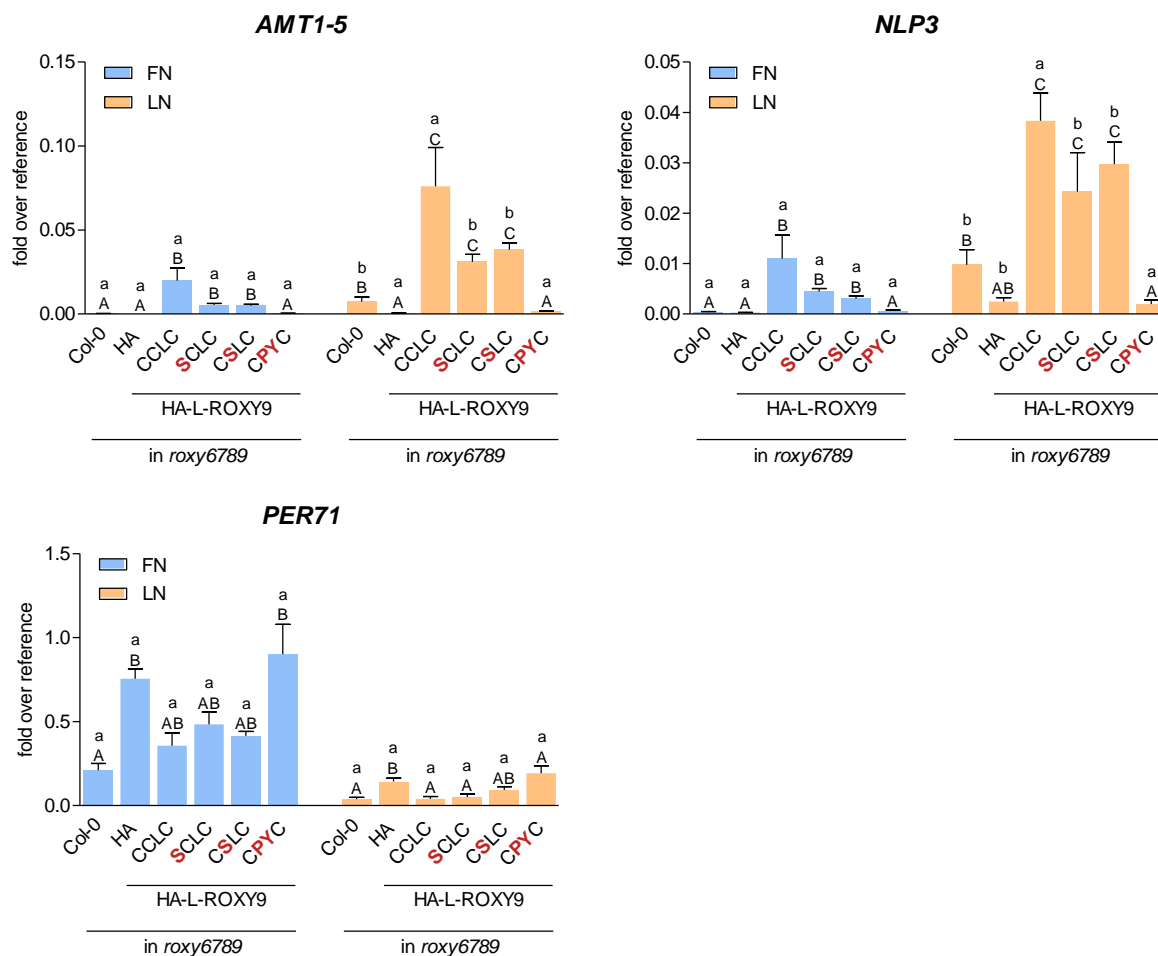 AMT1-5
0.15
0.10
0.05
0.00
fold over reference
FN
LN
a
A
a
A
a
B
a
B
a
B
a
A
b
B
a
A
a
C
b
C
b
C
a
A
Col-0
HA
CCLC
SCLC
CSLC
CPYC
Col-0
HA
CCLC
SCLC
CSLC
CPYC
HA-L-ROXY9
HA-L-ROXY9
in roxy6789
in roxy6789
NLP3
0.05
0.04
0.03
0.02
0.01
0.00
fold over reference
FN
LN
a
A
a
A
a
B
a
B
a
B
a
A
b
B
b
AB
a
C
b
C
b
C
a
A
Col-0
HA
CCLC
SCLC
CSLC
CPYC
Col-0
HA
CCLC
SCLC
CSLC
CPYC
HA-L-ROXY9
HA-L-ROXY9
in roxy6789
in roxy6789
PER71
1.5
1.0
0.5
0.0
fold over reference
FN
LN
a
A
a
B
a
AB
a
AB
a
AB
a
B
a
A
a
B
a
A
a
A
a
AB
a
A
Col-0
HA
CCLC
SCLC
CSLC
CPYC
Col-0
HA
CCLC
SCLC
CSLC
CPYC
HA-L-ROXY9
HA-L-ROXY9
in roxy6789
in roxy6789